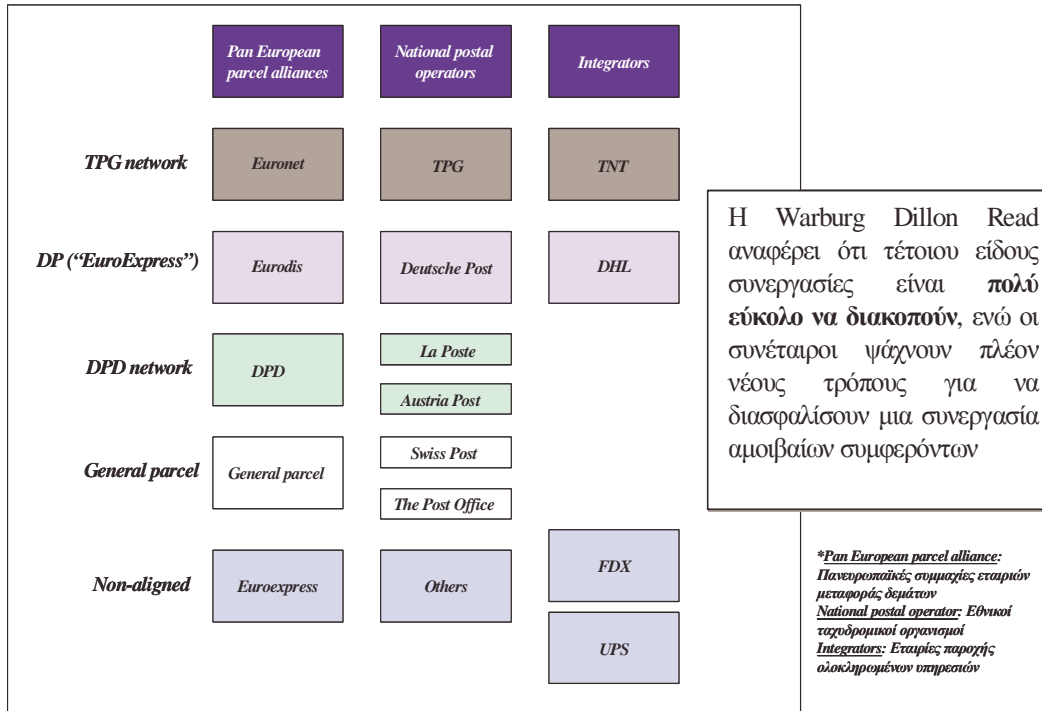 Pan European
parcel alliances
National postal
operators
Integrators
TPG network
Euronet
TPG
TNT
DP (“EuroExpress”)
Eurodis
Deutsche Post
DHL
DPD network
DPD
La Poste
Austria Post
General parcel
General parcel
Swiss Post
The Post Office
Non-aligned
Euroexpress
Others
FDX
UPS
Η Warburg Dillon Read
αναφέρει ότι τέτοιου είδους
συνεργασίες είναι πολύ
εύκολο να διακοπούν, ενώ οι
συνέταιροι ψάχνουν πλέον
νέους τρόπους για να
διασφαλίσουν μια συνεργασία
αμοιβαίων συμφερόντων
*Pan European parcel alliance:
Πανευρωπαϊκές συμμαχίες εταιριών
μεταφοράς δεμάτων
National postal operator: Εθνικοί
ταχυδρομικοί οργανισμοί
Integrators: Εταιρίες παροχής
ολοκληρωμένων υπηρεσιών